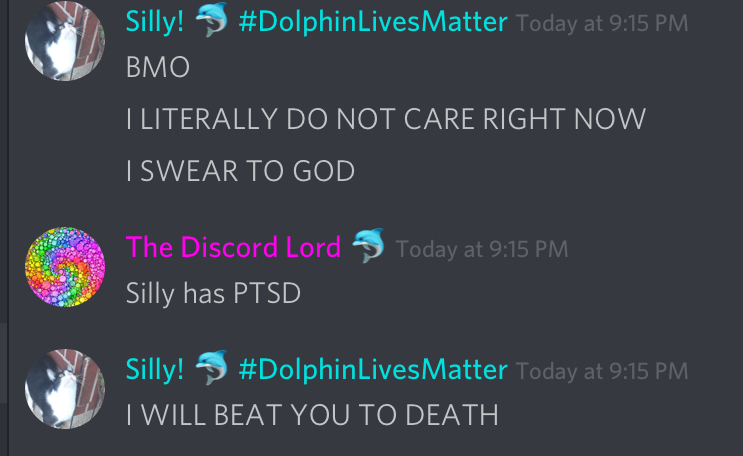 Silly! 🐬 #DolphinLivesMatter Today at 9:15 PM
BMO
I LITERALLY DO NOT CARE RIGHT NOW
I SWEAR TO GOD
The Discord Lord 🐬 Today at 9:15 PM
Silly has PTSD
Silly! 🐬 #DolphinLivesMatter Today at 9:15 PM
I WILL BEAT YOU TO DEATH